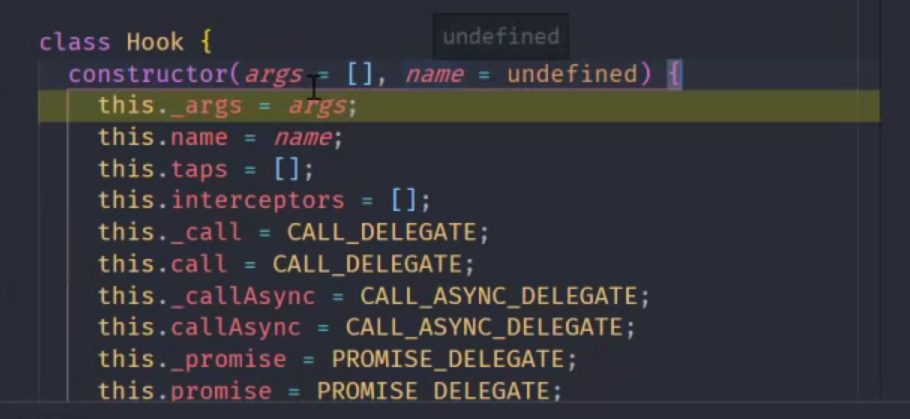 undefined
class Hook {
constructor(args = [], name = undefined) {
this._args = args;
this.name = name;
this.taps = [];
this.interceptors = [];
this._call = CALL_DELEGATE;
this.call = CALL_DELEGATE;
this._callAsync = CALL_ASYNC_DELEGATE;
this.callAsync = CALL_ASYNC_DELEGATE;
this._promise = PROMISE_DELEGATE;
this.promise = PROMISE_DELEGATE;